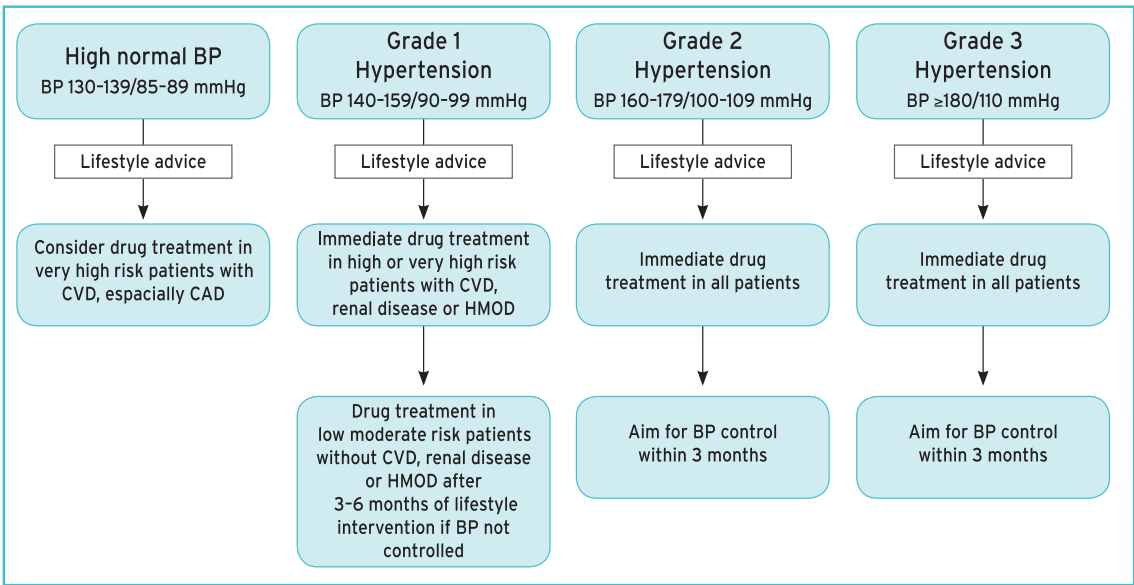 High normal BP
BP 130–139/85–89 mmHg
Lifestyle advice
Consider drug treatment in
very high risk patients with
CVD, espacially CAD
Grade 1
Hypertension
BP 140–159/90–99 mmHg
Lifestyle advice
Immediate drug treatment
in high or very high risk
patients with CVD,
renal disease or HMOD
Drug treatment in
low moderate risk patients
without CVD, renal disease
or HMOD after
3–6 months of lifestyle
intervention if BP not
controlled
Grade 2
Hypertension
BP 160–179/100–109 mmHg
Lifestyle advice
Immediate drug
treatment in all patients
Aim for BP control
within 3 months
Grade 3
Hypertension
BP ≥180/110 mmHg
Lifestyle advice
Immediate drug
treatment in all patients
Aim for BP control
within 3 months